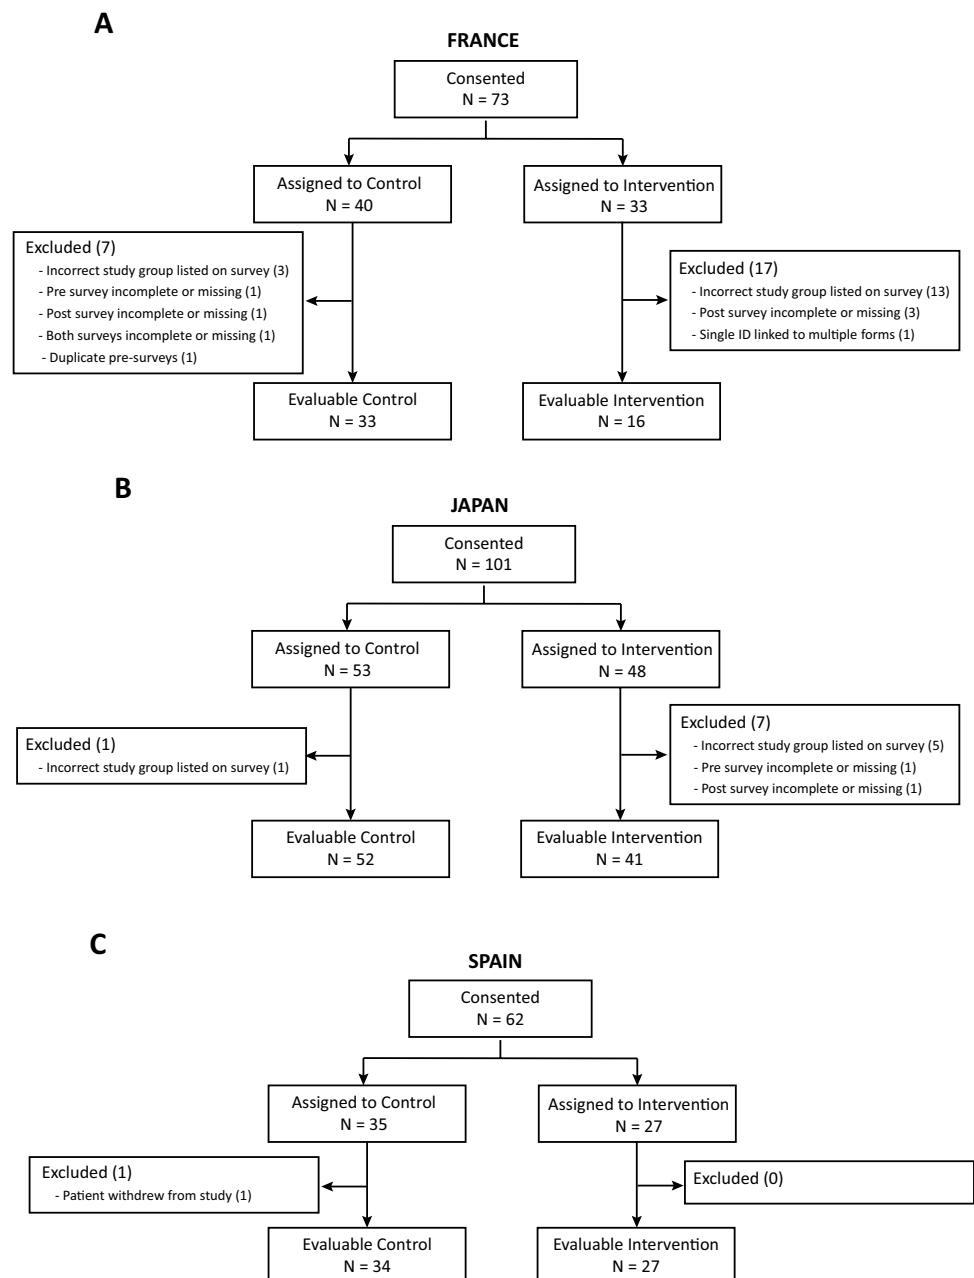 A
FRANCE
Consented
N = 73
Assigned to Control
N = 40
Assigned to Intervention
N = 33
Excluded (7)
- Incorrect study group listed on survey (3)
- Pre survey incomplete or missing (1)
- Post survey incomplete or missing (1)
- Both surveys incomplete or missing (1)
- Duplicate pre-surveys (1)
Excluded (17)
- Incorrect study group listed on survey (13)
- Post survey incomplete or missing (3)
- Single ID linked to multiple forms (1)
Evaluable Control
N = 33
Evaluable Intervention
N = 16
B
JAPAN
Consented
N = 101
Assigned to Control
N = 53
Assigned to Intervention
N = 48
Excluded (1)
- Incorrect study group listed on survey (1)
Excluded (7)
- Incorrect study group listed on survey (5)
- Pre survey incomplete or missing (1)
- Post survey incomplete or missing (1)
Evaluable Control
N = 52
Evaluable Intervention
N = 41
C
SPAIN
Consented
N = 62
Assigned to Control
N = 35
Assigned to Intervention
N = 27
Excluded (1)
- Patient withdrew from study (1)
Excluded (0)
Evaluable Control
N = 34
Evaluable Intervention
N = 27